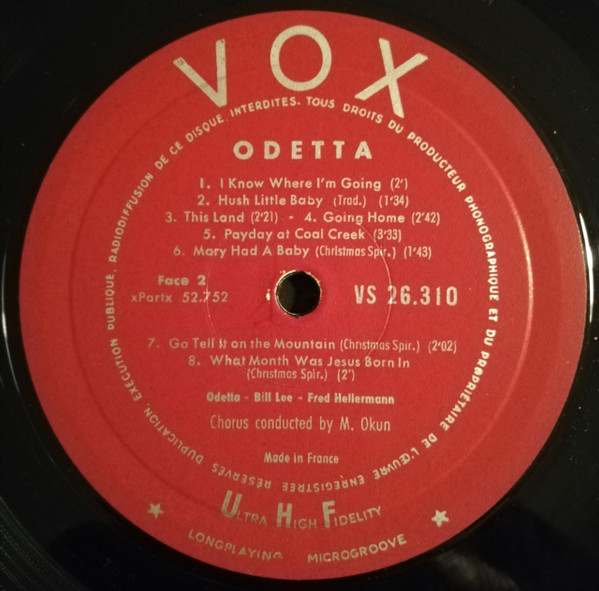 VOX
DUPLICATION, EXECUTION PUBLIQUE, RADIODIFFUSION DE CE DISQUE INTERDITES. TOUS DROITS DU PRODUCTEUR PHONOGRAPHIQUE ET DU PROPRIÉTAIRE DE L'ŒUVRE ENREGISTRÉE RÉSERVÉS
ODETTA
1. I Know Where I'm Going (2')
2. Hush Little Baby (Trad.) (1'34)
3. This Land (2'21) - 4. Going Home (2'42)
5. Payday at Coal Creek (3'33)
6. Mary Had A Baby (Christmas Spir.) (1'43)
Face 2
xPartx 52.752
VS 26.310
7. Go Tell It on the Mountain (Christmas Spir.) (2'02)
8. What Month Was Jesus Born In
(Christmas Spir.) (2')
Odetta - Bill Lee - Fred Hellermann
Chorus conducted by M. Okun
Made in France
ULTRA HIGH FIDELITY
LONGPLAYING MICROGROOVE